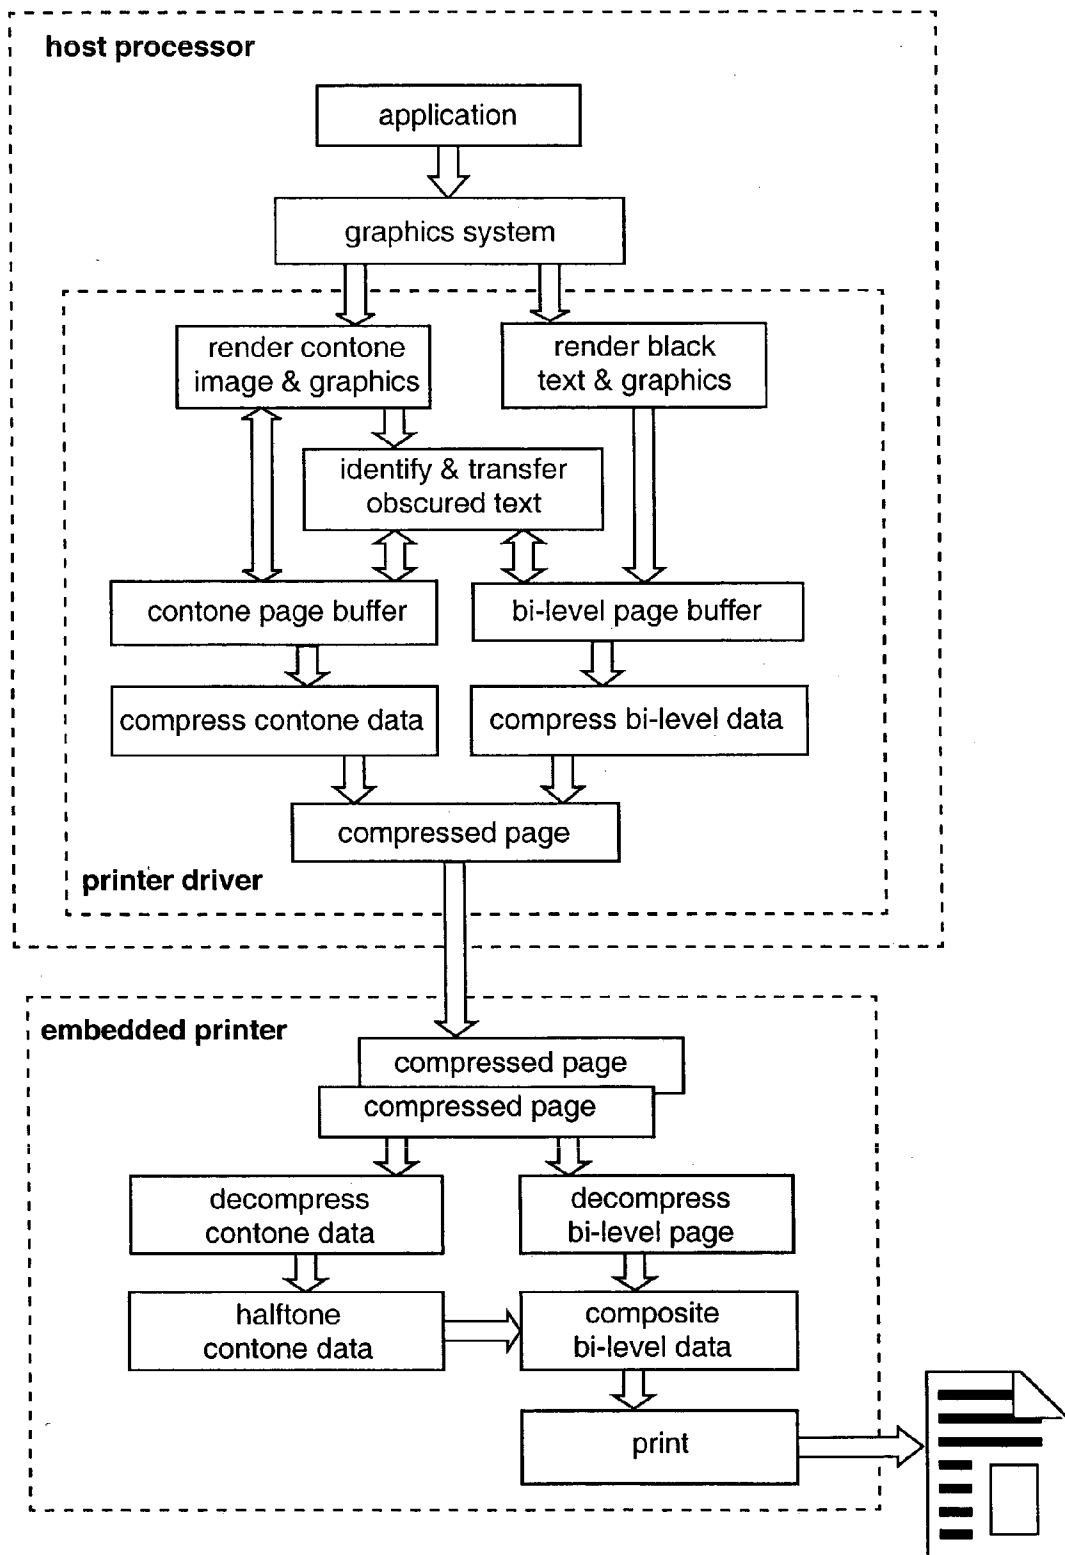 host processor
application
graphics system
render contone
image & graphics
render black
text & graphics
identify & transfer
obscured text
contone page buffer
bi-level page buffer
compress contone data
compress bi-level data
compressed page
printer driver
embedded printer
compressed page
compressed page
decompress
contone data
decompress
bi-level page
halftone
contone data
composite
bi-level data
print